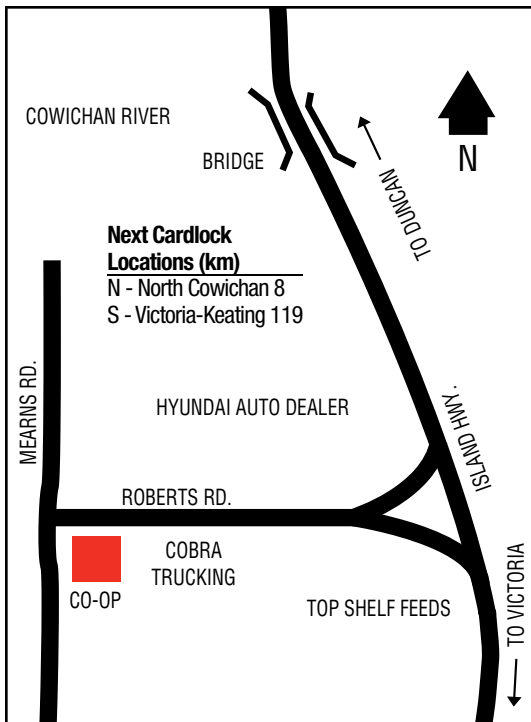 COWICHAN RIVER
BRIDGE
N
TO DUNCAN
Next Cardlock
Locations (km)
N - North Cowichan 8
S - Victoria-Keating 119
MEARNS RD.
HYUNDAI AUTO DEALER
ISLAND HWY.
ROBERTS RD.
COBRA
TRUCKING
CO-OP
TOP SHELF FEEDS
TO VICTORIA